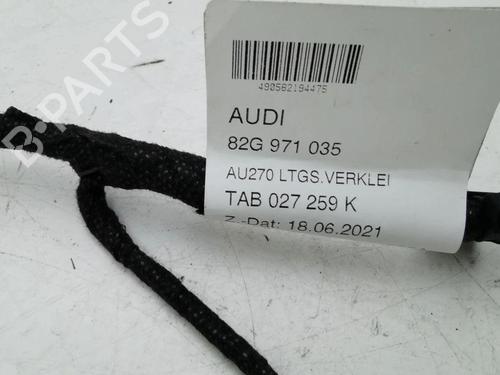 490562194475
AUDI
82G 971 035
AU270 LTGS.VERKLEI
TAB 027 259 K
Z.-Dat: 18.06.2021
B-PARTS